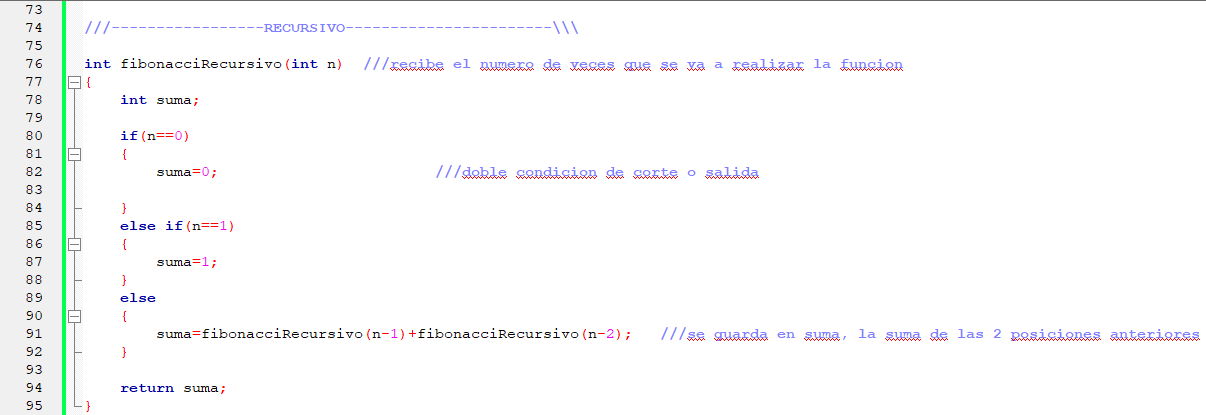 73
74 ///-----------------RECURSIVO-----------------------\\\
75
76 int fibonacciRecursivo(int n) ///recibe el numero de veces que se va a realizar la funcion
77 {
78 int suma;
79
80 if(n==0)
81 {
82 suma=0; ///doble condicion de corte o salida
83
84 }
85 else if(n==1)
86 {
87 suma=1;
88 }
89 else
90 {
91 suma=fibonacciRecursivo(n-1)+fibonacciRecursivo(n-2); ///se guarda en suma, la suma de las 2 posiciones anteriores
92 }
93
94 return suma;
95 }